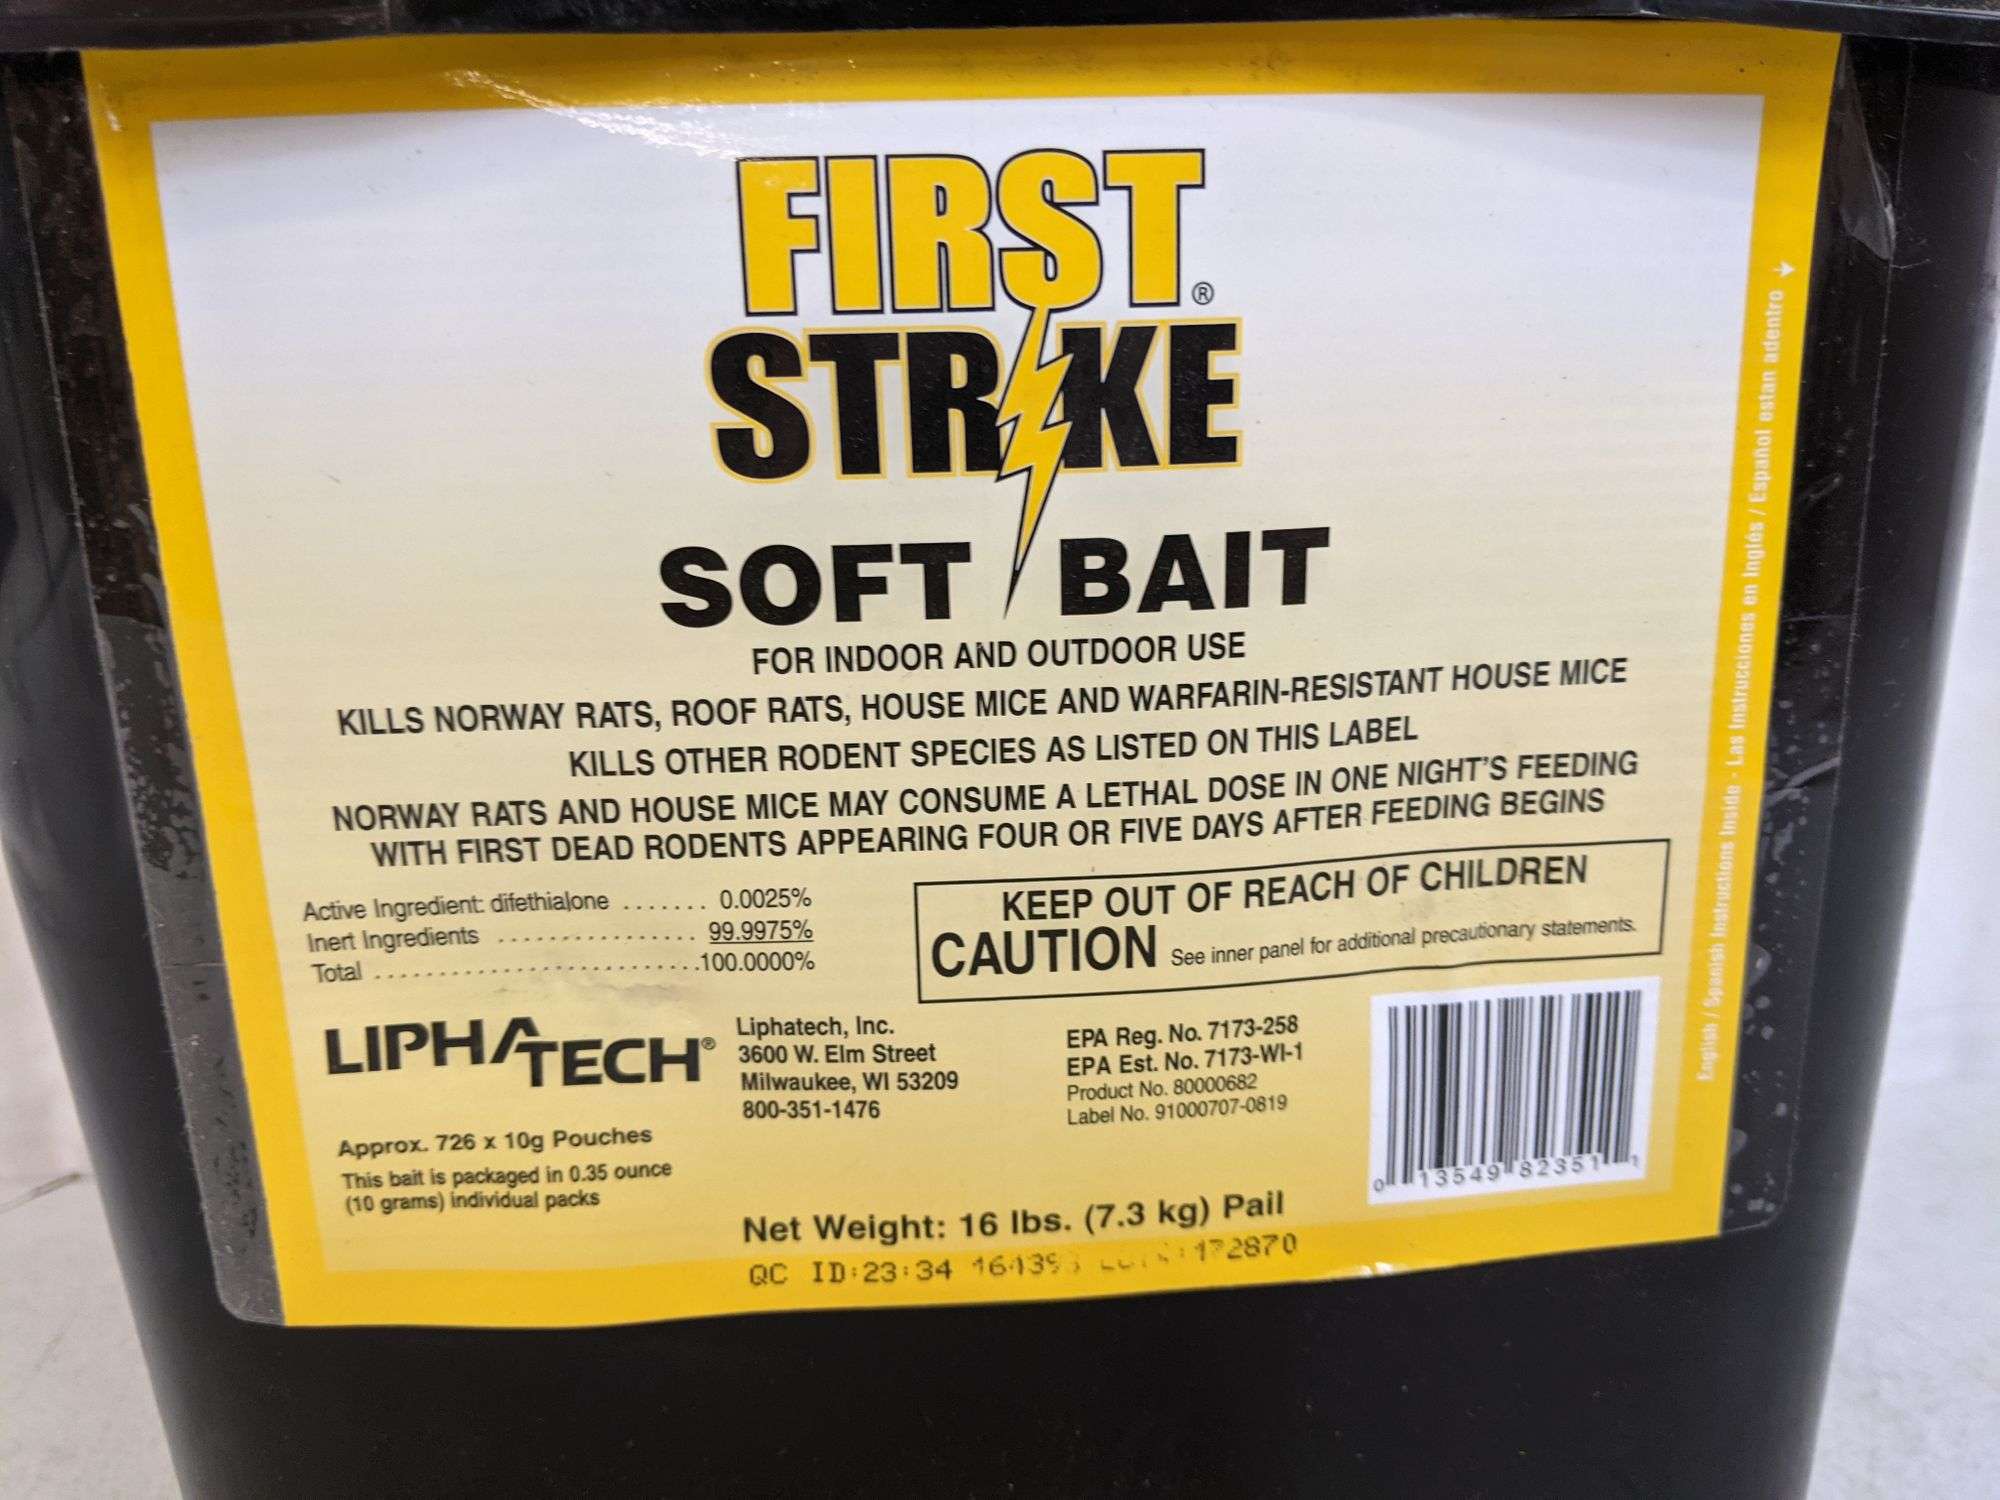 FIRST®
STRIKE
SOFT BAIT
FOR INDOOR AND OUTDOOR USE
KILLS NORWAY RATS, ROOF RATS, HOUSE MICE AND WARFARIN-RESISTANT HOUSE MICE
KILLS OTHER RODENT SPECIES AS LISTED ON THIS LABEL
NORWAY RATS AND HOUSE MICE MAY CONSUME A LETHAL DOSE IN ONE NIGHT'S FEEDING
WITH FIRST DEAD RODENTS APPEARING FOUR OR FIVE DAYS AFTER FEEDING BEGINS
Active Ingredient: difethialone ....... 0.0025%
Inert Ingredients ................ 99.9975%
Total ..........................100.0000%
KEEP OUT OF REACH OF CHILDREN
CAUTION See inner panel for additional precautionary statements.
LIPHATECH®
Liphatech, Inc.
3600 W. Elm Street
Milwaukee, WI 53209
800-351-1476
EPA Reg. No. 7173-258
EPA Est. No. 7173-WI-1
Product No. 80000682
Label No. 91000707-0819
Approx. 726 x 10g Pouches
This bait is packaged in 0.35 ounce
(10 grams) individual packs
0 13549 82351 1
Net Weight: 16 lbs. (7.3 kg) Pail
QC ID:23:34 172870
English / Spanish Instructions Inside - Las Instrucciones en Inglés / Español estan adentro